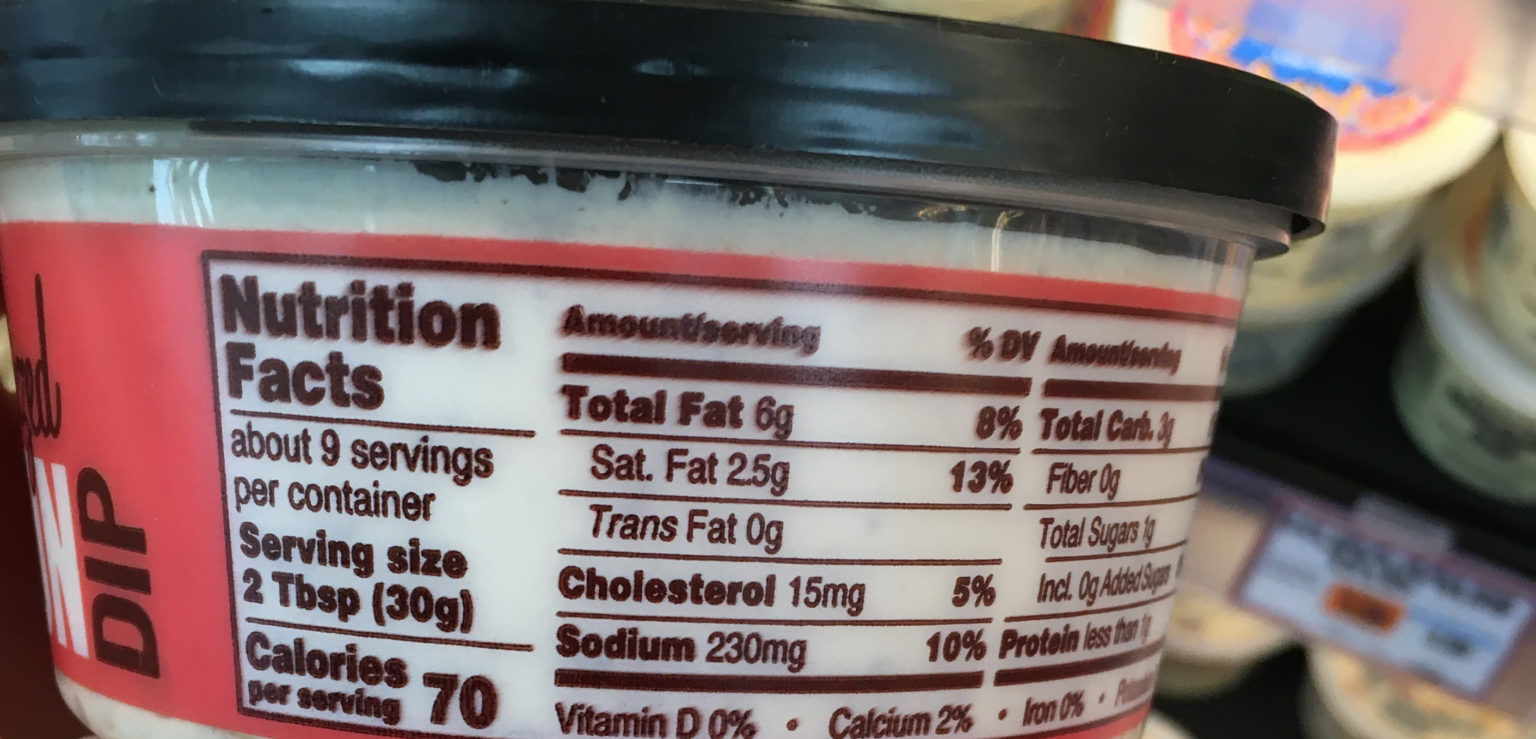 DIP
Nutrition
Facts
about 9 servings
per container
Serving size
2 Tbsp (30g)
Calories
per serving 70
Amount/serving % DV
Total Fat 6g 8%
Sat. Fat 2.5g 13%
Trans Fat 0g
Cholesterol 15mg 5%
Sodium 230mg 10%
Amount/serving
Total Carb. 3g
Fiber 0g
Total Sugars 1g
Incl. 0g Added Sugars
Protein less than 1g
Vitamin D 0% • Calcium 2% • Iron 0% •